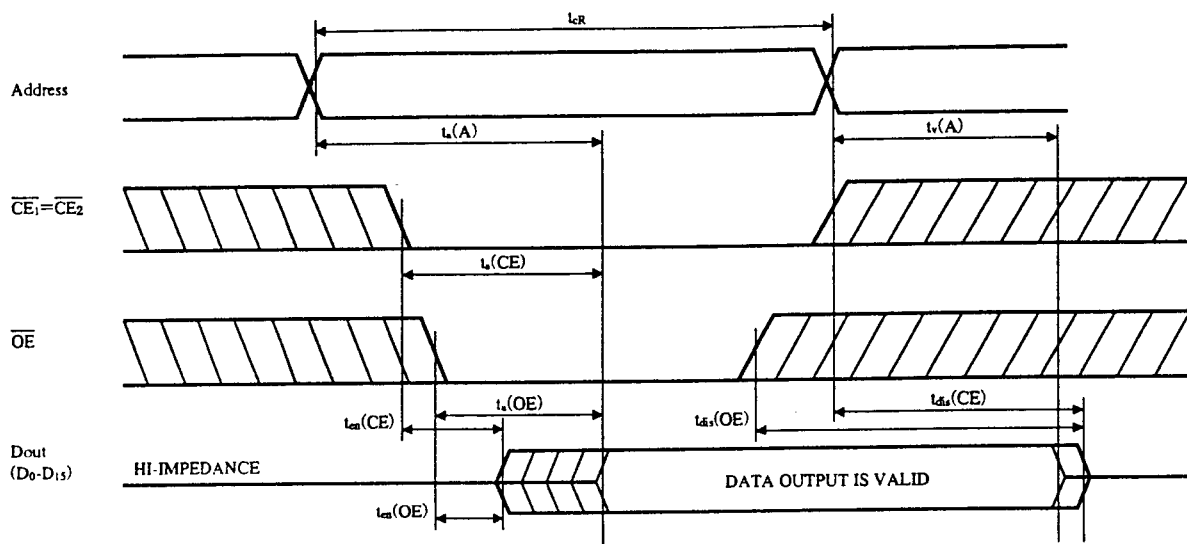 tcR
Address
ta(A)
tv(A)
CE1=CE2
ta(CE)
OE
ten(CE)
ta(OE)
tdis(OE)
tdis(CE)
Dout
(D0-D15)
HI-IMPEDANCE
DATA OUTPUT IS VALID
ten(OE)